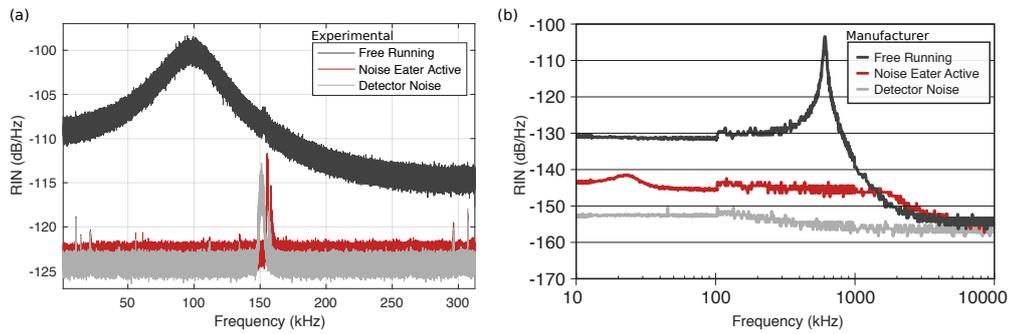 (a)
Experimental
Free Running
Noise Eater Active
Detector Noise
-100
-105
-110
-115
-120
-125
RIN (dB/Hz)
50 100 150 200 250 300
Frequency (kHz)
(b)
Manufacturer
Free Running
Noise Eater Active
Detector Noise
-100
-110
-120
-130
-140
-150
-160
-170
RIN (dB/Hz)
10 100 1000 10000
Frequency (kHz)